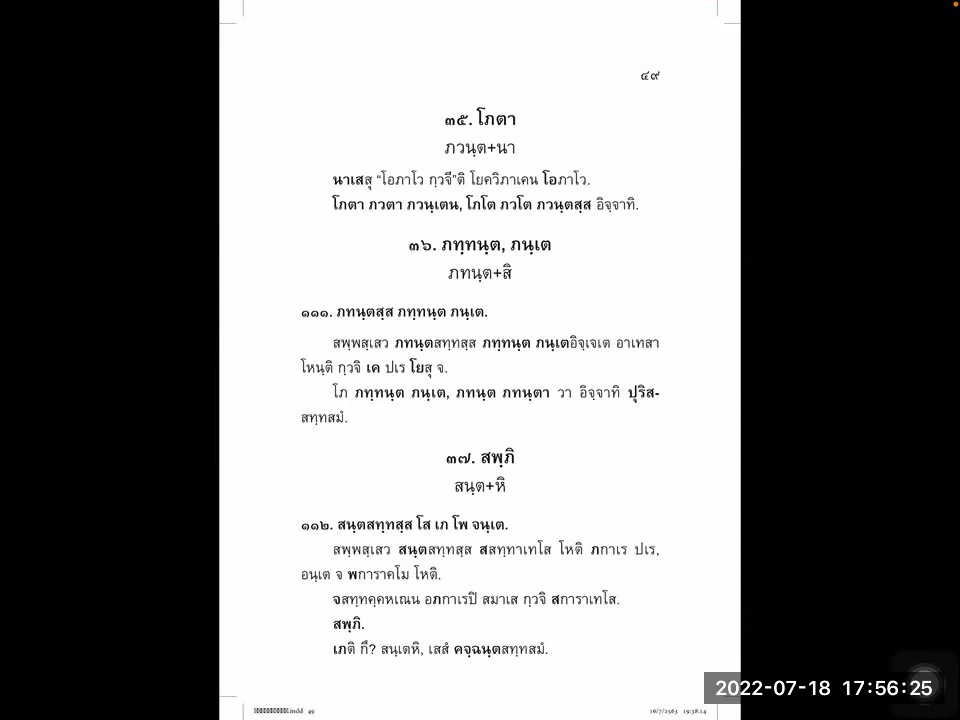 ๔๙
๓๕. โภตา
ภวนฺต+นา
นาเสสุ “โอภาโว กฺวจี”ติ โยควิภาเคน โอภาโว.
โภตา ภวตา ภวนฺเตน, โภโต ภวโต ภวนฺตสฺส อิจฺจาทิ.
๓๖. ภทฺทนฺต, ภนฺเต
ภทนฺต+สิ
๑๑๑. ภทนฺตสฺส ภทฺทนฺต ภนฺเต.
สพฺพสฺเสว ภทนฺตสทฺทสฺส ภทฺทนฺต ภนฺเตอิจฺเจเต อาเทสา
โหนฺติ กฺวจิ เค ปเร โยสุ จ.
โภ ภทฺทนฺต ภนฺเต, ภทนฺต ภทนฺตา วา อิจฺจาทิ ปุริส-
สทฺทสมํ.
๓๗. สพฺภิ
สนฺต+หิ
๑๑๒. สนฺตสทฺทสฺส โส เภ โพ จนฺเต.
สพฺพสฺเสว สนฺตสทฺทสฺส สสทฺทาเทโส โหติ ภกาเร ปเร,
อนฺเต จ พการาคโม โหติ.
จสทฺทคฺคหเณน อภกาเรปิ สมาเส กฺวจิ สการาเทโส.
สพฺภิ.
เภติ กึ? สนฺเตหิ, เสสํ คจฺฉนฺตสทฺทสมํ.
.indd 49
16/7/2563 19:38:14
2022-07-18 17:56:25